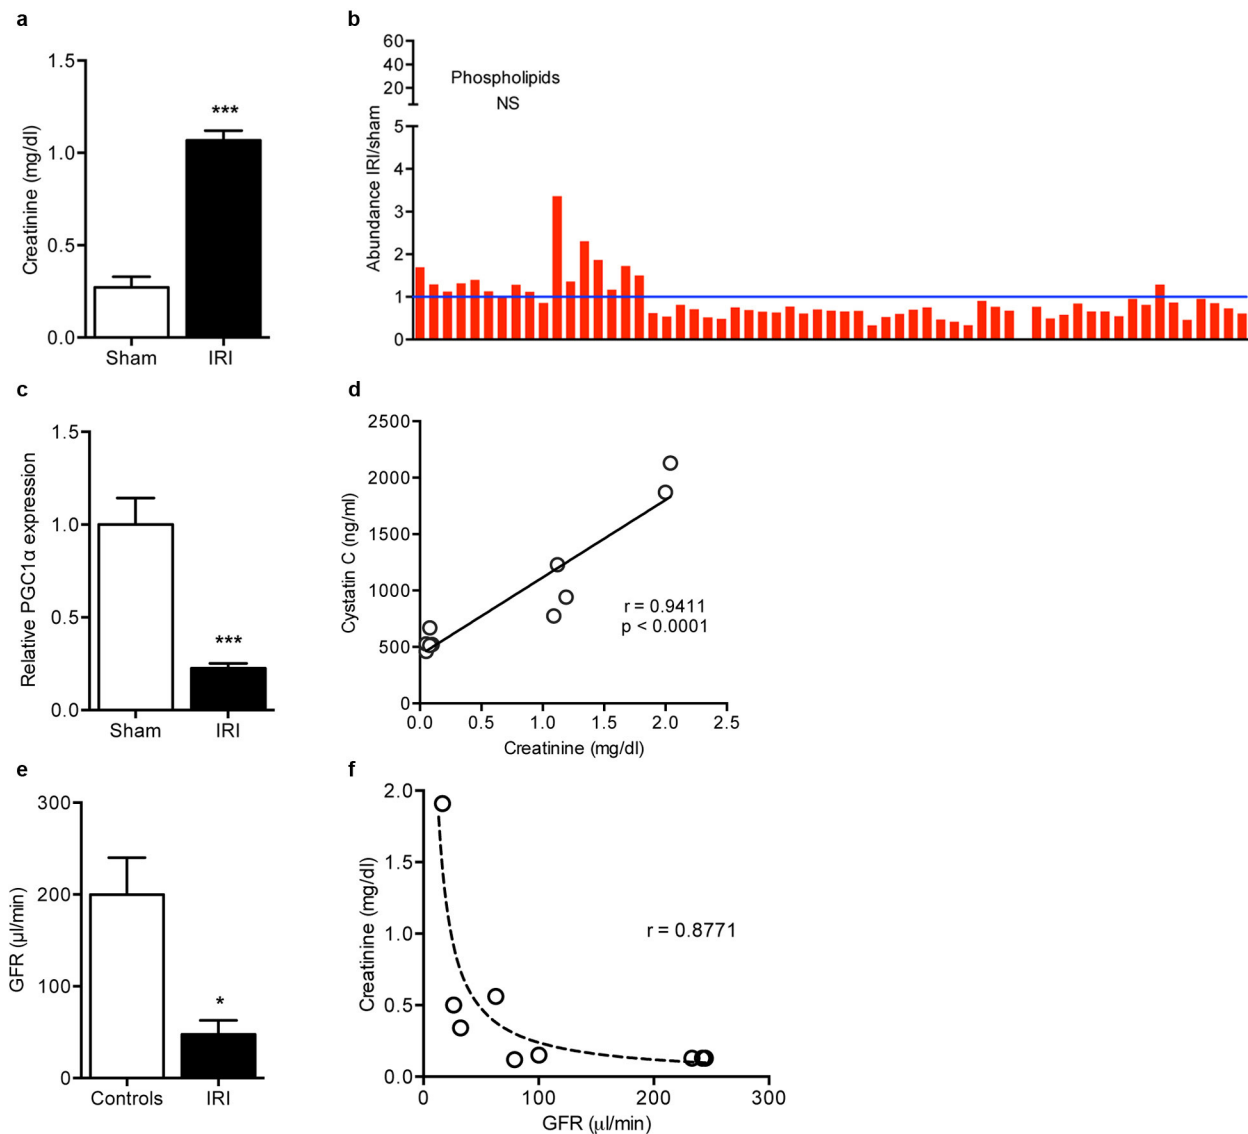 a
Creatinine (mg/dl)
1.5
1.0
0.5
0.0
***
Sham
IRI
b
Abundance IRI/sham
60
40
20
5
4
3
2
1
0
Phospholipids
NS
c
Relative PGC1α expression
1.5
1.0
0.5
0.0
***
Sham
IRI
d
Cystatin C (ng/ml)
2500
2000
1500
1000
500
0
r = 0.9411
p < 0.0001
0.0 0.5 1.0 1.5 2.0 2.5
Creatinine (mg/dl)
e
GFR (µl/min)
300
200
100
0
*
Controls
IRI
f
Creatinine (mg/dl)
2.0
1.5
1.0
0.5
0.0
r = 0.8771
0 100 200 300
GFR (µl/min)